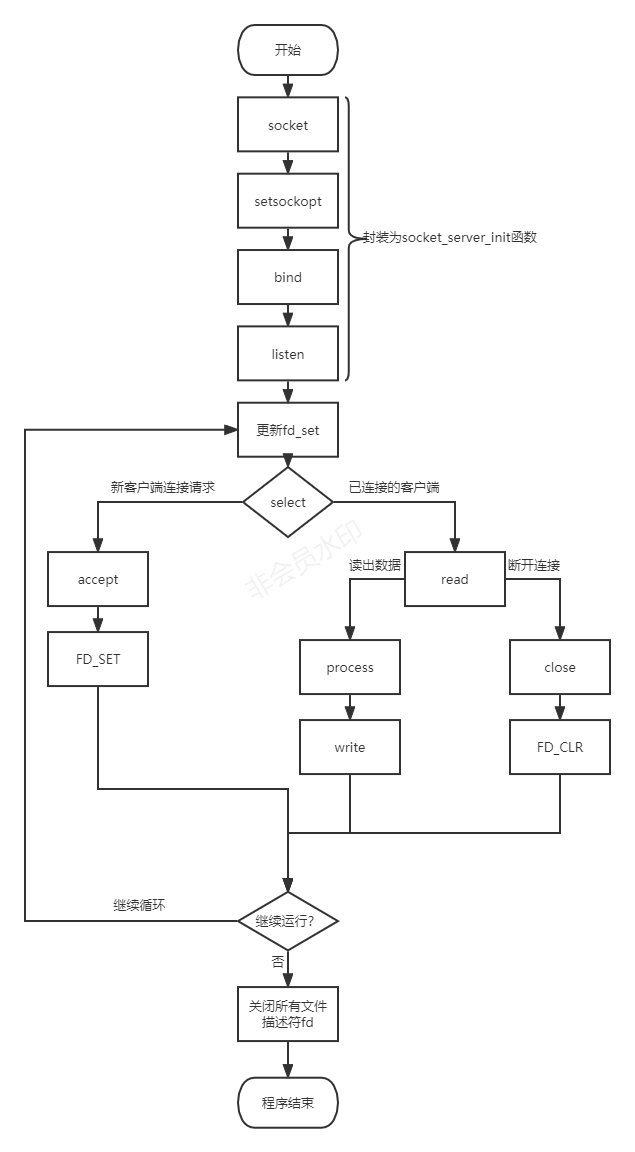 开始
socket
setsockopt
封装为socket_server_init函数
bind
listen
更新fd_set
新客户端连接请求
select
已连接的客户端
非会员水印
accept
读出数据
read
断开连接
FD_SET
process
close
write
FD_CLR
继续循环
继续运行?
否
关闭所有文件
描述符fd
程序结束